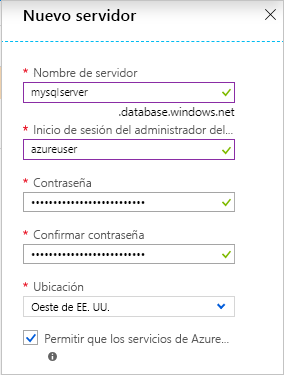 Nuevo servidor
* Nombre de servidor
mysqlserver
.database.windows.net
* Inicio de sesión del administrador del...
azureuser
* Contraseña
••••••••••••••••••••••••••
* Confirmar contraseña
••••••••••••••••••••••••••
* Ubicación
Oeste de EE. UU.
Permitir que los servicios de Azure...